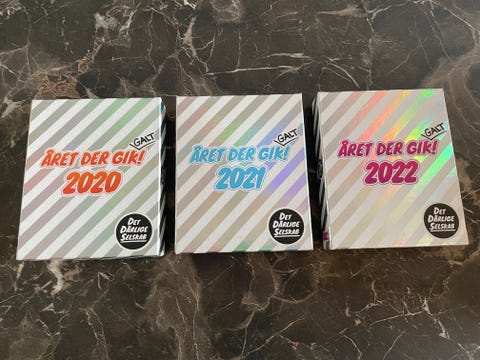 GALT
ÅRET DER GIK!
2020
DET
DÅRLIGE
SELSKAB
GALT
ÅRET DER GIK!
2021
DET
DÅRLIGE
SELSKAB
GALT
ÅRET DER GIK!
2022
DET
DÅRLIGE
SELSKAB